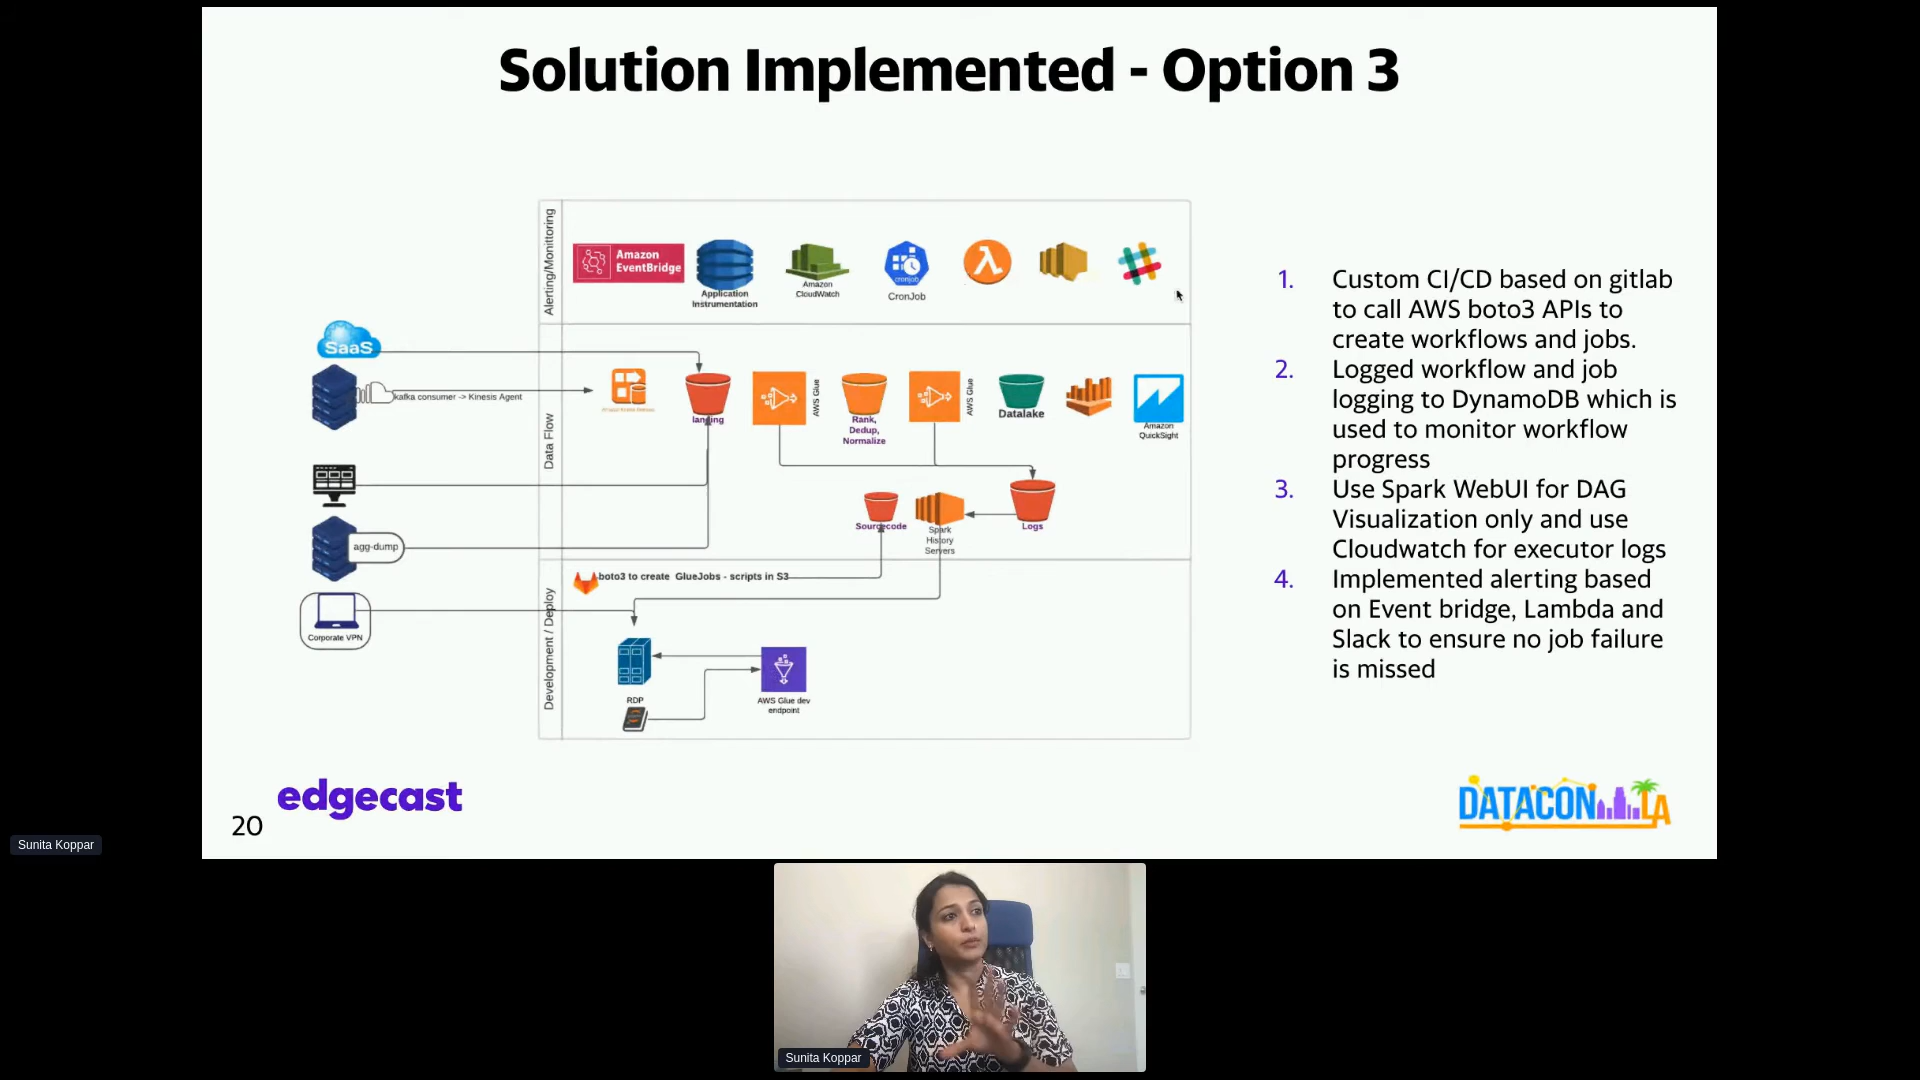 Solution Implemented - Option 3
Alerting/Monittoring
Amazon
EventBridge
Application
Instrumentation
Amazon
CloudWatch
cronjob
CronJob
SaaS
kafka consumer -> Kinesis Agent
agg-dump
Corporate VPN
Data Flow
landing
AWS Glue
Rank,
Dedup,
Normalize
AWS Glue
Datalake
Amazon
QuickSight
Sourcecode
Spark
History
Servers
Logs
Development / Deploy
boto3 to create GlueJobs - scripts in S3
RDP
AWS Glue dev
endpoint
1. Custom CI/CD based on gitlab
to call AWS boto3 APIs to
create workflows and jobs.
2. Logged workflow and job
logging to DynamoDB which is
used to monitor workflow
progress
3. Use Spark WebUI for DAG
Visualization only and use
Cloudwatch for executor logs
4. Implemented alerting based
on Event bridge, Lambda and
Slack to ensure no job failure
is missed
edgecast
20
DATACON LA
Sunita Koppar
Sunita Koppar